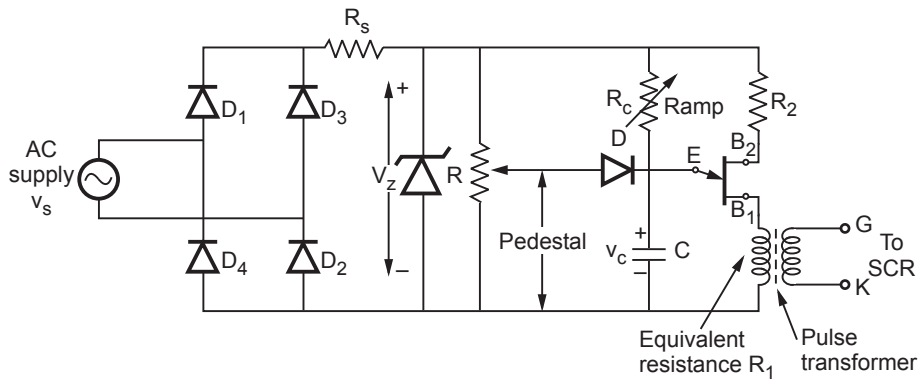 R_s
D_1
D_3
R_c
Ramp
R_2
AC
supply
v_s
+
V_z
–
R
D
E
B_2
B_1
D_4
D_2
Pedestal
+
v_c
–
C
G
To
SCR
K
Equivalent
resistance R_1
Pulse
transformer